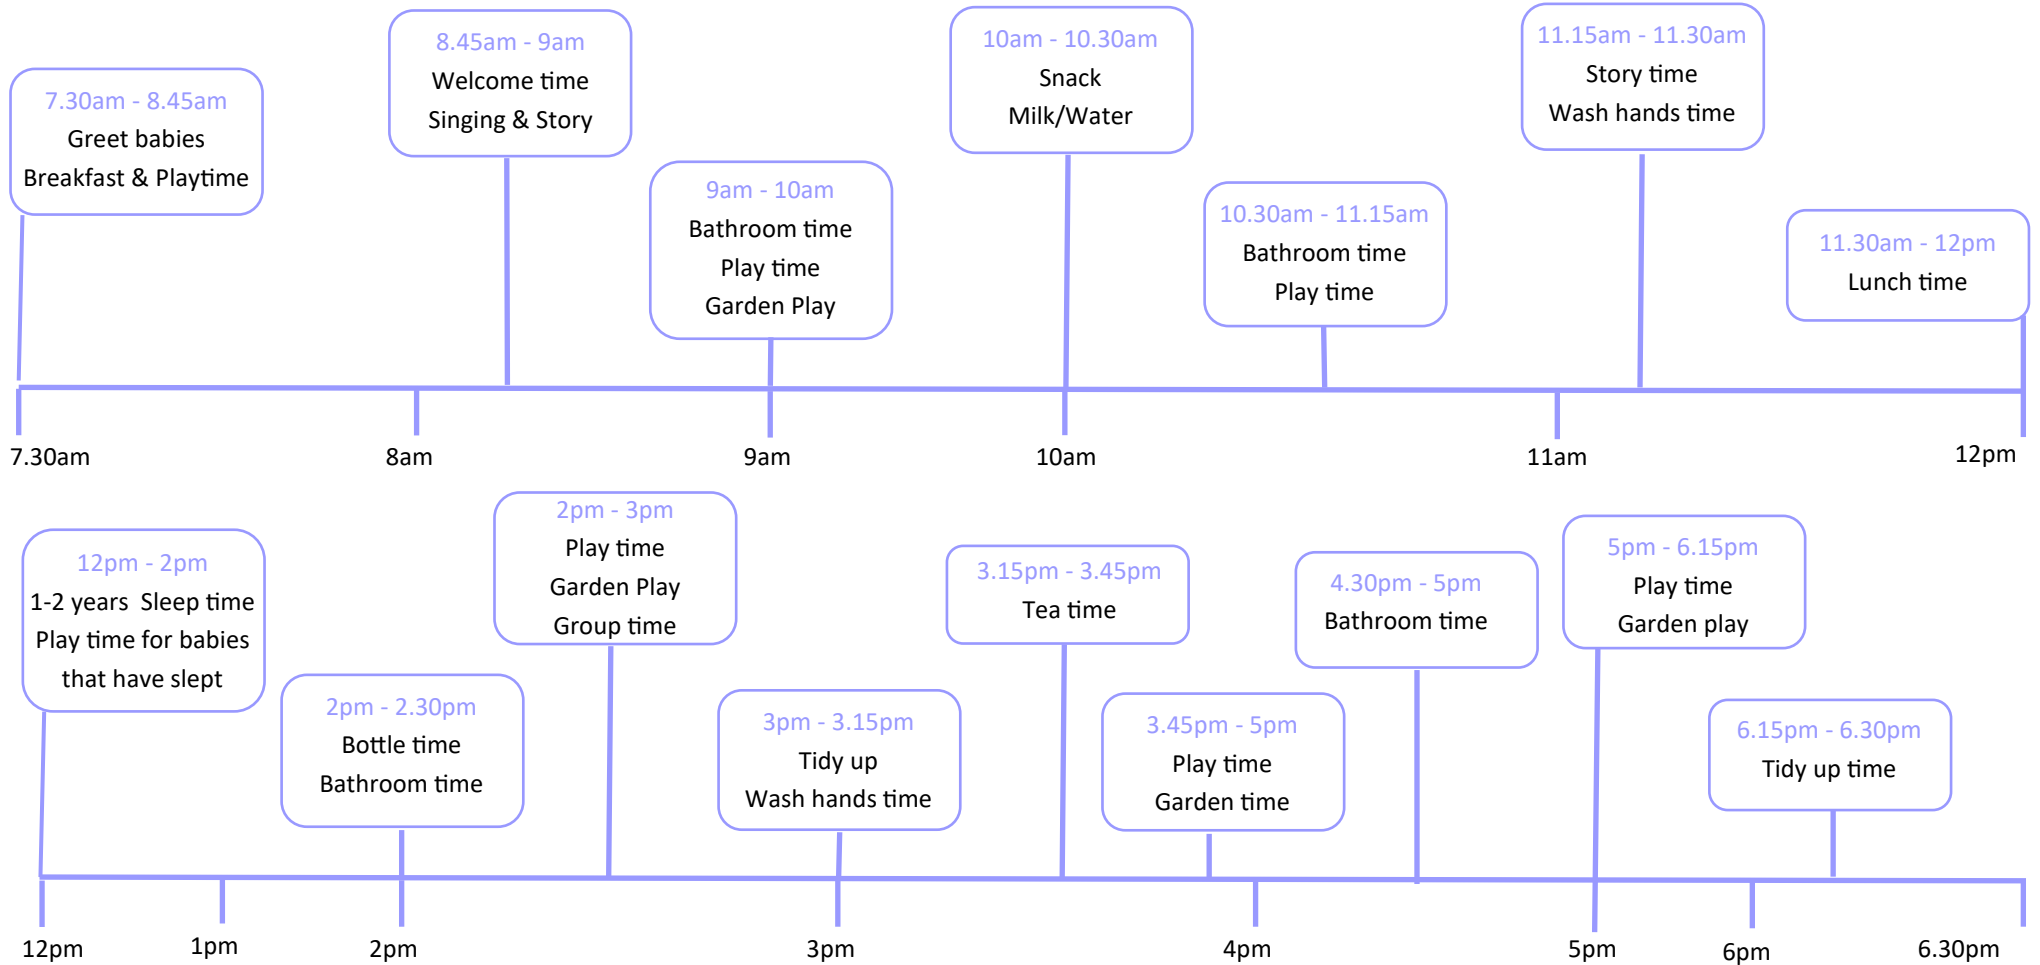 7.30am - 8.45am
Greet babies
Breakfast & Playtime
8.45am - 9am
Welcome time
Singing & Story
9am - 10am
Bathroom time
Play time
Garden Play
10am - 10.30am
Snack
Milk/Water
10.30am - 11.15am
Bathroom time
Play time
11.15am - 11.30am
Story time
Wash hands time
11.30am - 12pm
Lunch time
7.30am
8am
9am
10am
11am
12pm
12pm - 2pm
1-2 years  Sleep time
Play time for babies
that have slept
2pm - 2.30pm
Bottle time
Bathroom time
2pm - 3pm
Play time
Garden Play
Group time
3pm - 3.15pm
Tidy up
Wash hands time
3.15pm - 3.45pm
Tea time
3.45pm - 5pm
Play time
Garden time
4.30pm - 5pm
Bathroom time
5pm - 6.15pm
Play time
Garden play
6.15pm - 6.30pm
Tidy up time
12pm
1pm
2pm
3pm
4pm
5pm
6pm
6.30pm